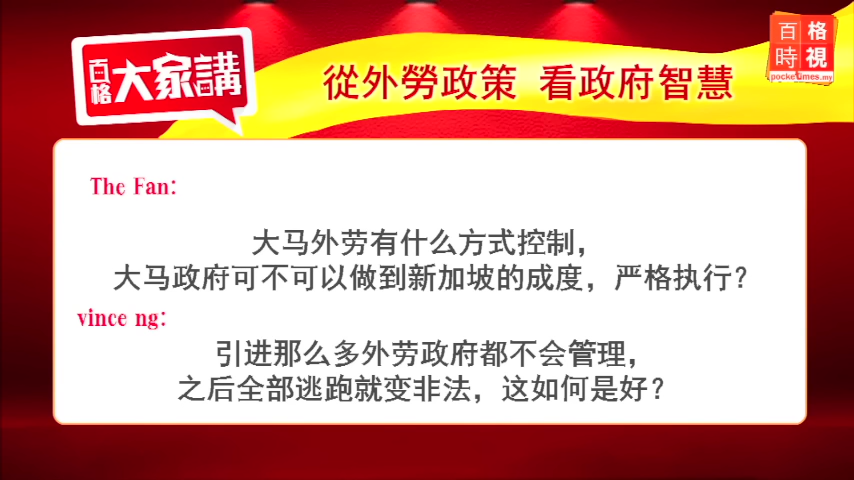 百格
大家講
從外勞政策 看政府智慧
百格
時視
pocketimes.my
The Fan:
大马外劳有什么方式控制，
大马政府可不可以做到新加坡的成度，严格执行？
vince ng:
引进那么多外劳政府都不会管理，
之后全部逃跑就变非法，这如何是好？